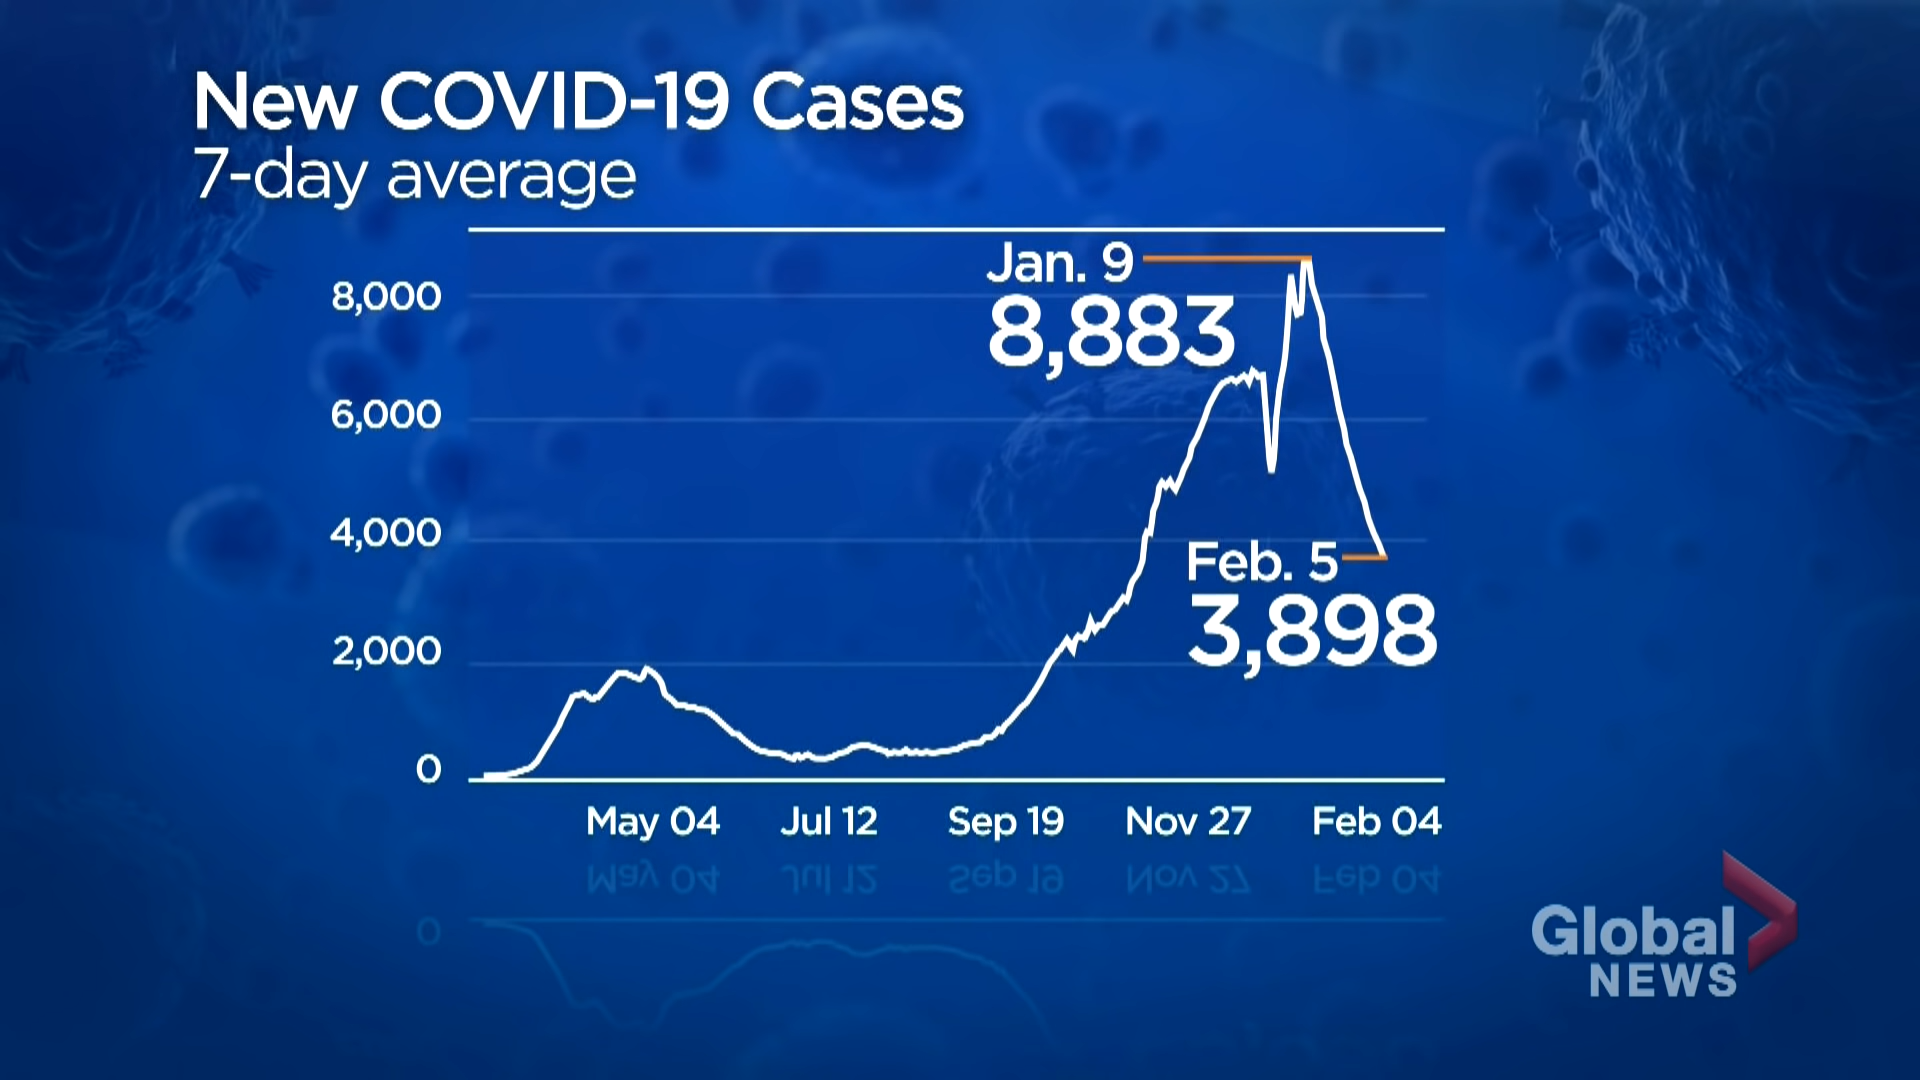 New COVID-19 Cases
7-day average
Jan. 9
8,883
8,000
6,000
4,000
Feb. 5
3,898
2,000
0
May 04 Jul 12 Sep 19 Nov 27 Feb 04
Global
NEWS